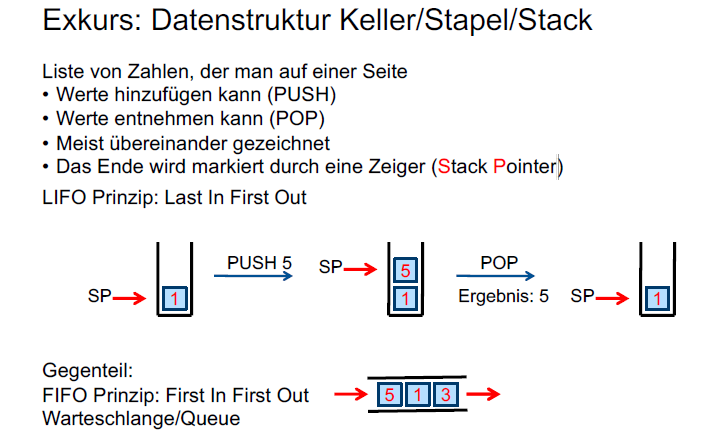 Exkurs: Datenstruktur Keller/Stapel/Stack
Liste von Zahlen, der man auf einer Seite
• Werte hinzufügen kann (PUSH)
• Werte entnehmen kann (POP)
• Meist übereinander gezeichnet
• Das Ende wird markiert durch eine Zeiger (Stack Pointer)
LIFO Prinzip: Last In First Out
SP 1
PUSH 5
SP 5
1
POP
Ergebnis: 5
SP 1
Gegenteil:
FIFO Prinzip: First In First Out
Warteschlange/Queue
5 1 3